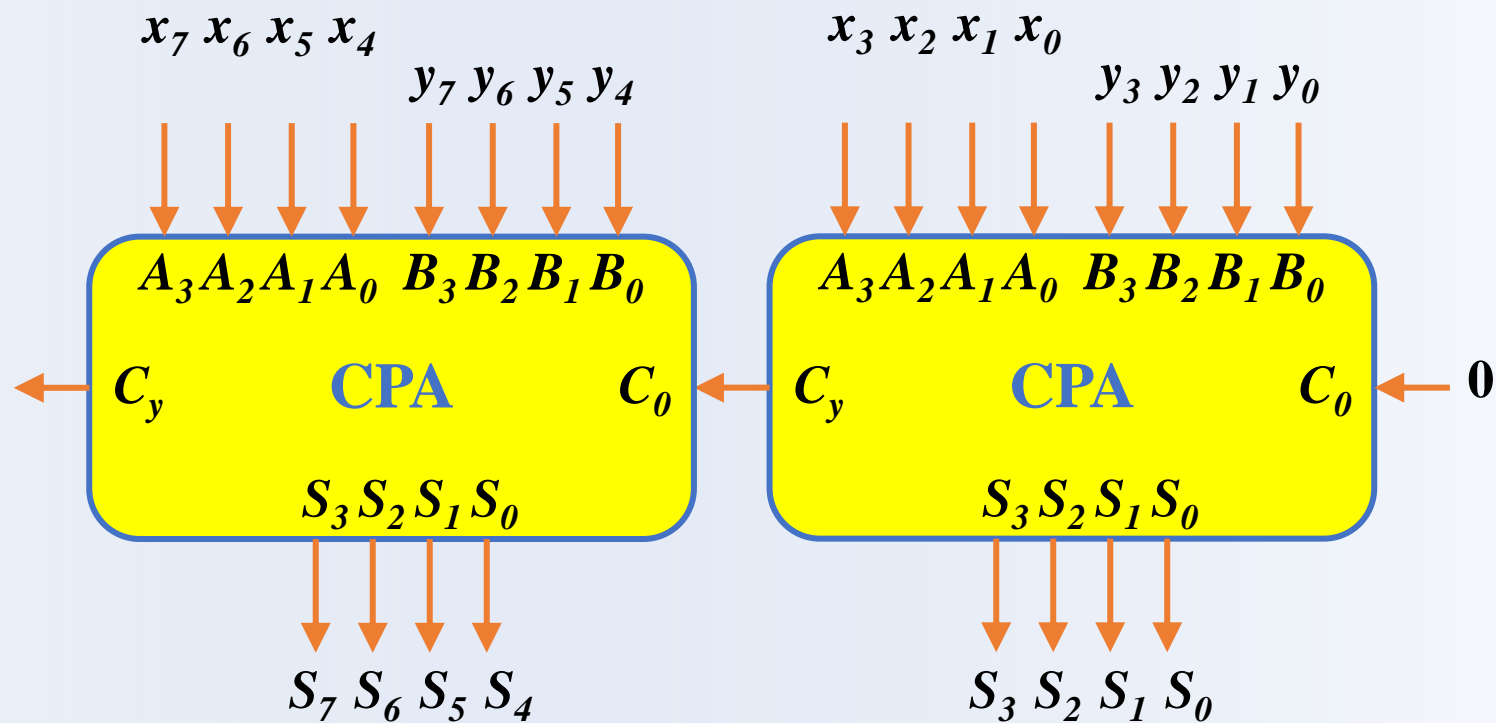 x₇ x₆ x₅ x₄ x₃ x₂ x₁ x₀
y₇ y₆ y₅ y₄ y₃ y₂ y₁ y₀
A₃ A₂ A₁ A₀ B₃ B₂ B₁ B₀ A₃ A₂ A₁ A₀ B₃ B₂ B₁ B₀
C_y CPA C₀ C_y CPA C₀ 0
S₃ S₂ S₁ S₀ S₃ S₂ S₁ S₀
S₇ S₆ S₅ S₄ S₃ S₂ S₁ S₀